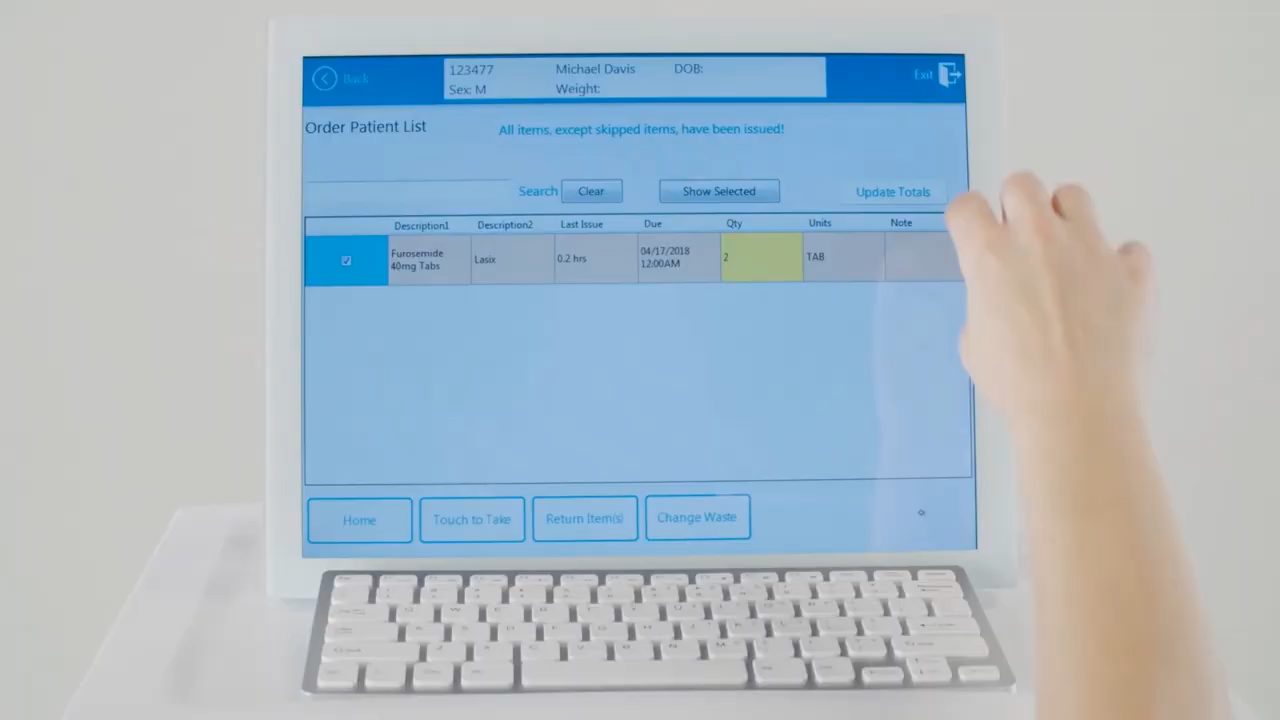 Back
123477 Michael Davis DOB:
Sex: M Weight:
Exit
Order Patient List
All items, except skipped items, have been issued!
Search
Clear
Show Selected
Update Totals
Description1 Description2 Last Issue Due Qty Units Note
Furosemide
40mg Tabs
Lasix
0.2 hrs
04/17/2018
12:00AM
2
TAB
Home
Touch to Take
Return Item(s)
Change Waste